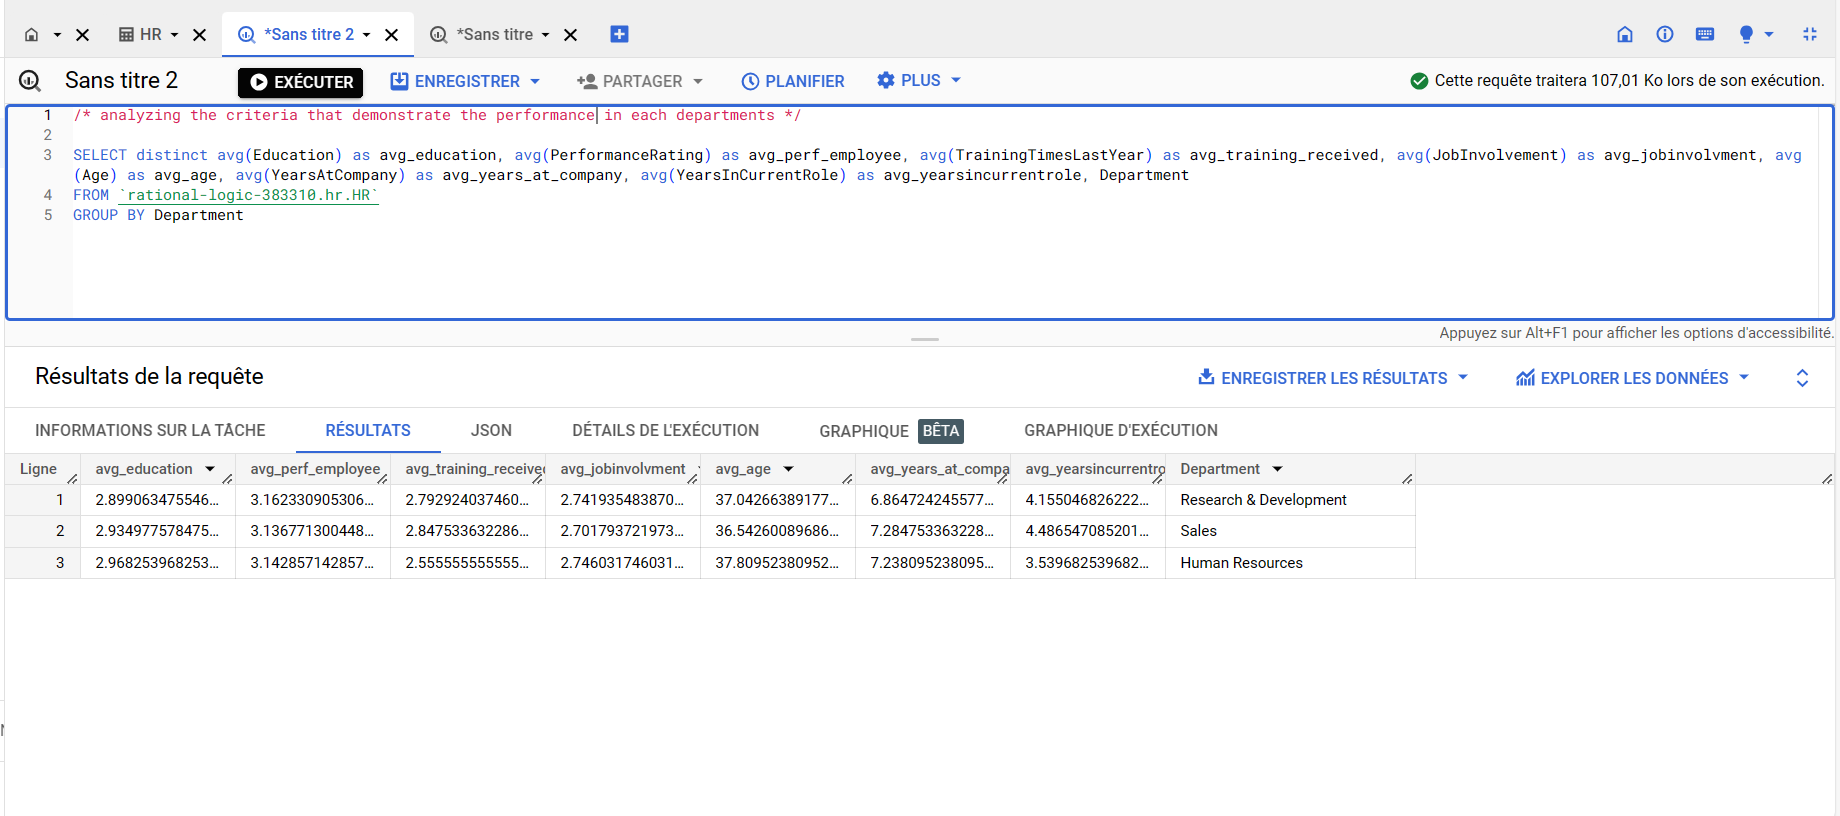 HR
*Sans titre 2
*Sans titre
Sans titre 2
EXÉCUTER
ENREGISTRER
PARTAGER
PLANIFIER
PLUS
Cette requête traitera 107,01 Ko lors de son exécution.
1 /* analyzing the criteria that demonstrate the performance in each departments */
2
3 SELECT distinct avg(Education) as avg_education, avg(PerformanceRating) as avg_perf_employee, avg(TrainingTimesLastYear) as avg_training_received, avg(JobInvolvement) as avg_jobinvolvment, avg
(Age) as avg_age, avg(YearsAtCompany) as avg_years_at_company, avg(YearsInCurrentRole) as avg_yearsincurrentrole, Department
4 FROM `rational-logic-383310.hr.HR`
5 GROUP BY Department
Appuyez sur Alt+F1 pour afficher les options d'accessibilité.
Résultats de la requête
ENREGISTRER LES RÉSULTATS
EXPLORER LES DONNÉES
INFORMATIONS SUR LA TÂCHE
RÉSULTATS
JSON
DÉTAILS DE L'EXÉCUTION
GRAPHIQUE BÊTA
GRAPHIQUE D'EXÉCUTION
Ligne avg_education avg_perf_employee avg_training_receive avg_jobinvolvment avg_age avg_years_at_compa avg_yearsincurrentro Department
1 2.899063475546... 3.162330905306... 2.792924037460... 2.741935483870... 37.04266389177... 6.864724245577... 4.155046826222... Research & Development
2 2.934977578475... 3.136771300448... 2.847533632286... 2.701793721973... 36.54260089686... 7.284753363228... 4.486547085201... Sales
3 2.968253968253... 3.142857142857... 2.555555555555... 2.746031746031... 37.80952380952... 7.238095238095... 3.539682539682... Human Resources